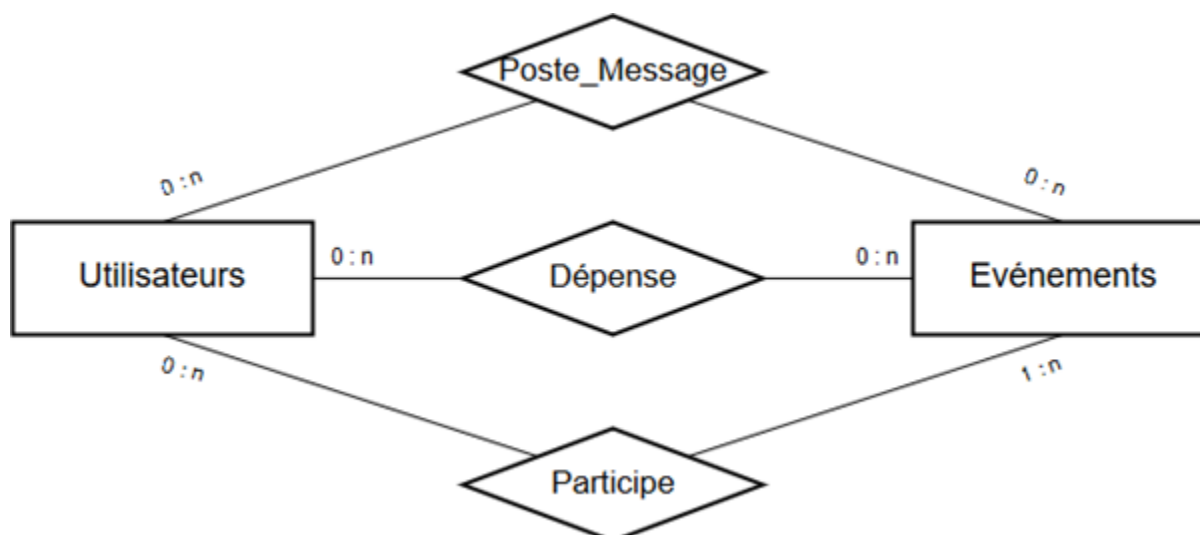 Poste_Message
0 : n
0 : n
Utilisateurs
0 : n
Dépense
0 : n
Evénements
0 : n
1 : n
Participe